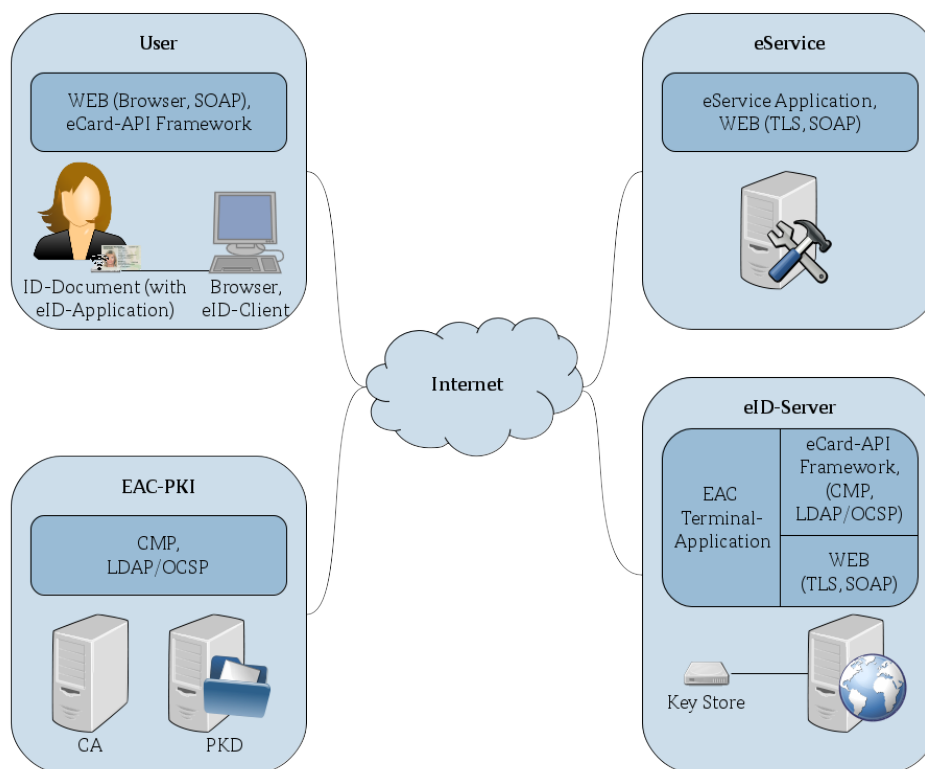 User
WEB (Browser, SOAP),
eCard-API Framework
ID-Document (with
eID-Application)
Browser,
eID-Client
eService
eService Application,
WEB (TLS, SOAP)
Internet
EAC-PKI
CMP,
LDAP/OCSP
CA
PKD
eID-Server
EAC
Terminal-
Application
eCard-API
Framework,
(CMP,
LDAP/OCSP)
WEB
(TLS, SOAP)
Key Store